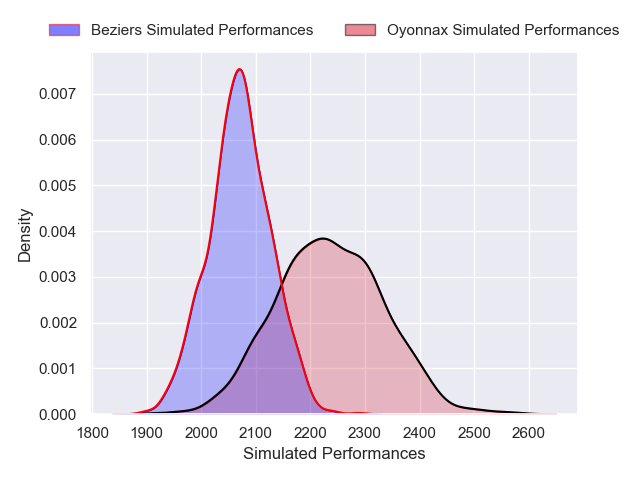 Beziers Simulated Performances Oyonnax Simulated Performances
0.007
0.006
0.005
0.004
0.003
0.002
0.001
0.000
Density
1800 1900 2000 2100 2200 2300 2400 2500 2600
Simulated Performances